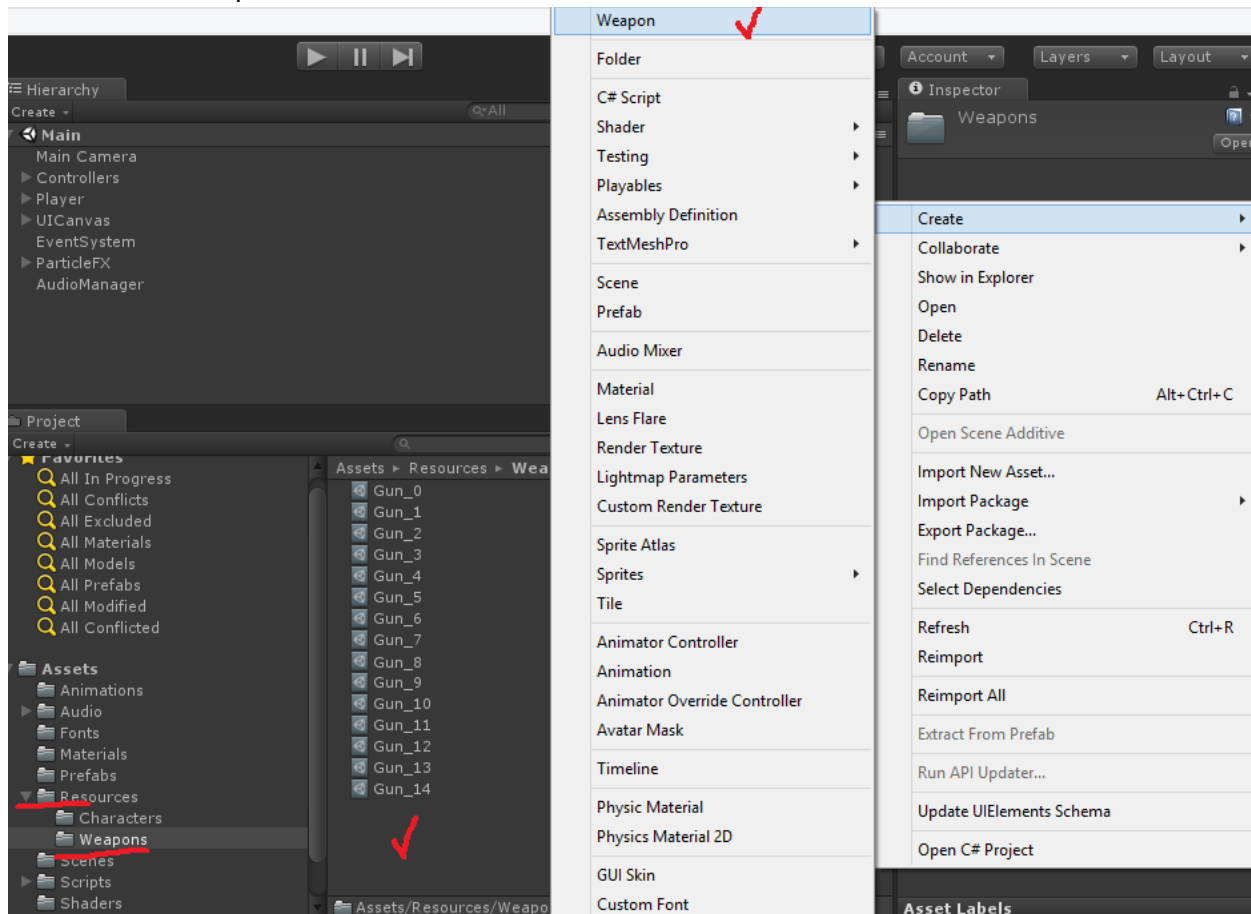 Weapon
Folder
C# Script
Shader
Testing
Playables
Assembly Definition
TextMeshPro
Scene
Prefab
Audio Mixer
Material
Lens Flare
Render Texture
Lightmap Parameters
Custom Render Texture
Sprite Atlas
Sprites
Tile
Animator Controller
Animation
Animator Override Controller
Avatar Mask
Timeline
Physic Material
Physics Material 2D
GUI Skin
Custom Font
Account
Layers
Layout
Hierarchy
Create
All
Main
Main Camera
Controllers
Player
UICanvas
EventSystem
ParticleFX
AudioManager
Inspector
Weapons
Open
Create
Collaborate
Show in Explorer
Open
Delete
Rename
Copy Path Alt+Ctrl+C
Open Scene Additive
Import New Asset...
Import Package
Export Package...
Find References In Scene
Select Dependencies
Refresh Ctrl+R
Reimport
Reimport All
Extract From Prefab
Run API Updater...
Update UIElements Schema
Open C# Project
Asset Labels
Project
Create
Favorites
All In Progress
All Conflicts
All Excluded
All Materials
All Models
All Prefabs
All Modified
All Conflicted
Assets
Animations
Audio
Fonts
Materials
Prefabs
Resources
Characters
Weapons
Scenes
Scripts
Shaders
Assets ▸ Resources ▸ Wea
Gun_0
Gun_1
Gun_2
Gun_3
Gun_4
Gun_5
Gun_6
Gun_7
Gun_8
Gun_9
Gun_10
Gun_11
Gun_12
Gun_13
Gun_14
Assets/Resources/Weapo